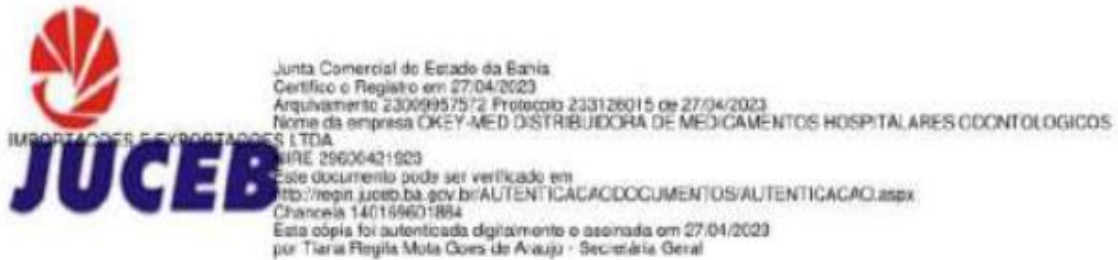 Junta Comercial do Estado da Bahia
Certifico o Registro em 27/04/2023
Arquivamento 23009957572 Protocolo 233126015 de 27/04/2023
Nome da empresa OKEY-MED DISTRIBUIDORA DE MEDICAMENTOS HOSPITALARES ODONTOLOGICOS
IMPORTACOES E EXPORTACOES LTDA
NIRE 29600421923
Este documento pode ser verificado em
http://regin.juceb.ba.gov.br/AUTENTICACAODOCUMENTOS/AUTENTICACAO.aspx
Chancela 140169601884
Esta cópia foi autenticada digitalmente e assinada em 27/04/2023
por Tiana Regila Mota Goes de Araujo - Secretária Geral
JUCEB